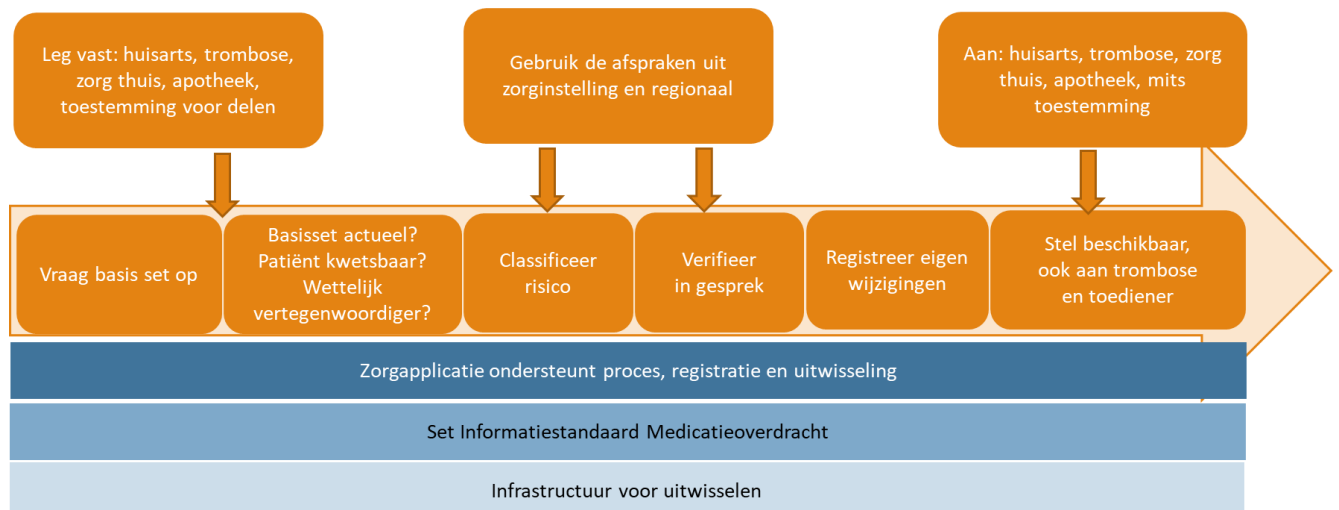 Leg vast: huisarts, trombose,
zorg thuis, apotheek,
toestemming voor delen
Gebruik de afspraken uit
zorginstelling en regionaal
Aan: huisarts, trombose, zorg
thuis, apotheek, mits
toestemming
Vraag basis set op
Basisset actueel?
Patiënt kwetsbaar?
Wettelijk
vertegenwoordiger?
Classificeer
risico
Verifieer
in gesprek
Registreer eigen
wijzigingen
Stel beschikbaar,
ook aan trombose
en toediener
Zorgapplicatie ondersteunt proces, registratie en uitwisseling
Set Informatiestandaard Medicatieoverdracht
Infrastructuur voor uitwisselen